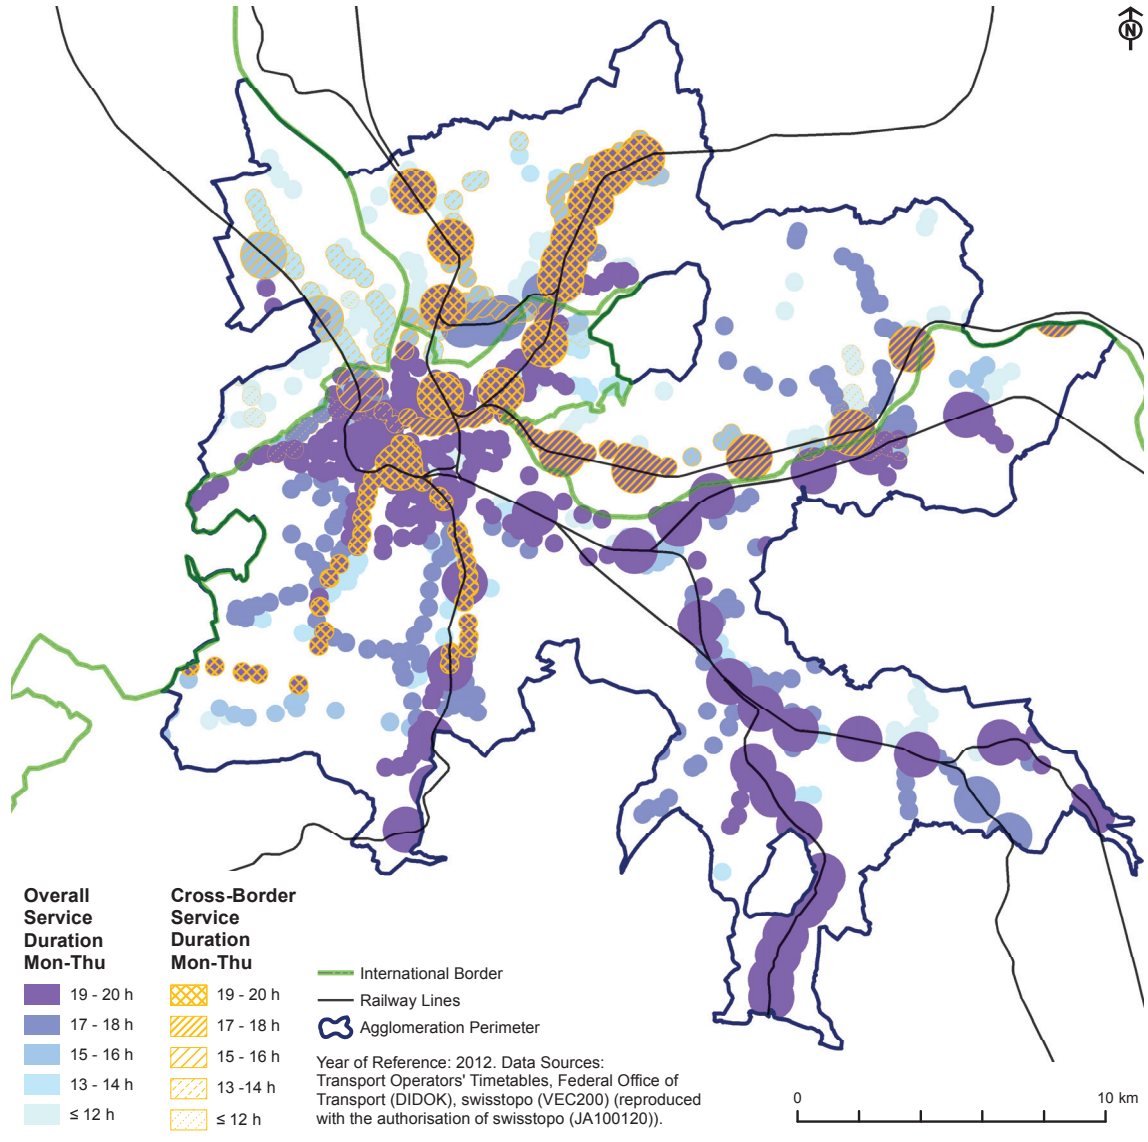 N
Overall
Service
Duration
Mon-Thu
19 - 20 h
17 - 18 h
15 - 16 h
13 - 14 h
≤ 12 h
Cross-Border
Service
Duration
Mon-Thu
19 - 20 h
17 - 18 h
15 - 16 h
13 -14 h
≤ 12 h
International Border
Railway Lines
Agglomeration Perimeter
Year of Reference: 2012. Data Sources:
Transport Operators' Timetables, Federal Office of
Transport (DIDOK), swisstopo (VEC200) (reproduced
with the authorisation of swisstopo (JA100120)).
0
10 km